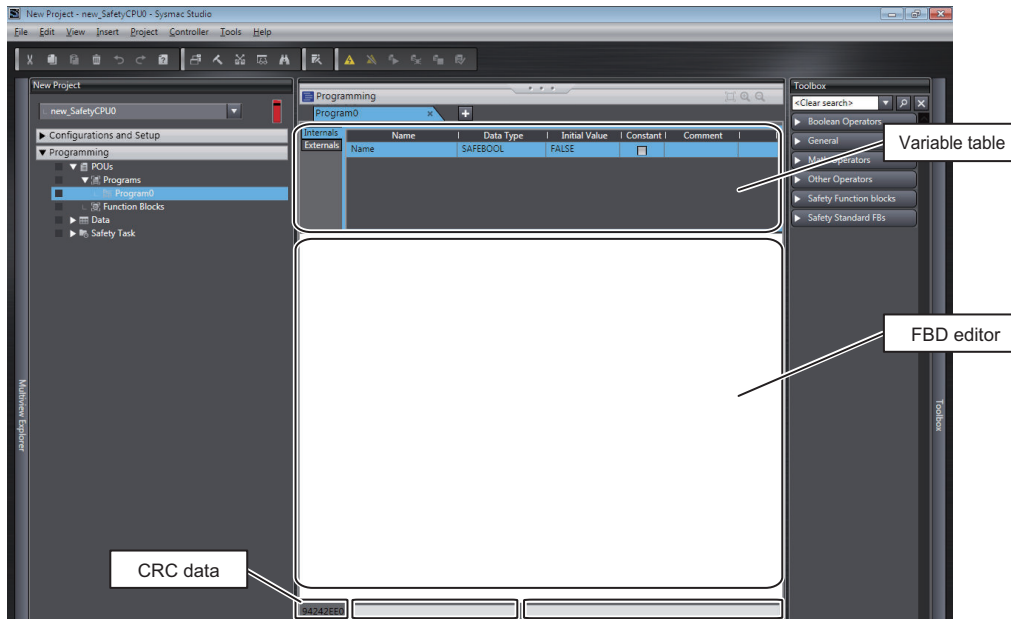 New Project - new_SafetyCPU0 - Sysmac Studio
File Edit View Insert Project Controller Tools Help
New Project
new_SafetyCPU0
Configurations and Setup
Programming
POUs
Programs
Program0
Function Blocks
Data
Safety Task
Multiview Explorer
Programming
Program0
Internals
Externals
Name Data Type Initial Value Constant Comment
Name SAFEBOOL FALSE
Toolbox
<Clear search>
Boolean Operators
General
Math Operators
Other Operators
Safety Function blocks
Safety Standard FBs
Toolbox
Variable table
FBD editor
CRC data
94242EE0